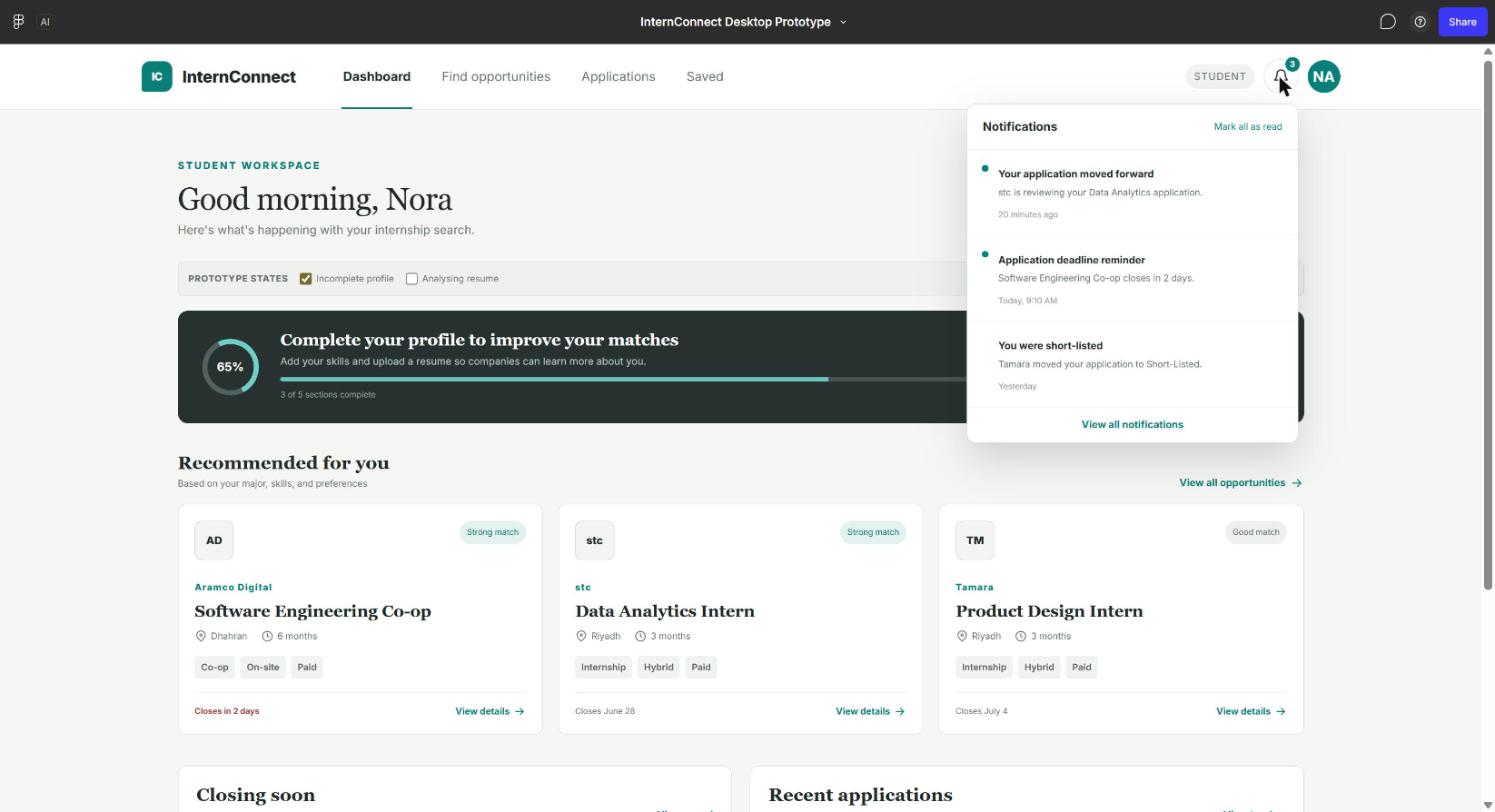 AI
InternConnect Desktop Prototype
Share
IC
InternConnect
Dashboard
Find opportunities
Applications
Saved
STUDENT
3
NA
STUDENT WORKSPACE
Good morning, Nora
Here's what's happening with your internship search.
PROTOTYPE STATES
Incomplete profile
Analysing resume
65%
Complete your profile to improve your matches
Add your skills and upload a resume so companies can learn more about you.
3 of 5 sections complete
Notifications
Mark all as read
Your application moved forward
stc is reviewing your Data Analytics application.
20 minutes ago
Application deadline reminder
Software Engineering Co-op closes in 2 days.
Today, 9:10 AM
You were short-listed
Tamara moved your application to Short-Listed.
Yesterday
View all notifications
Recommended for you
Based on your major, skills, and preferences
View all opportunities
AD
Strong match
Aramco Digital
Software Engineering Co-op
Dhahran
6 months
Co-op
On-site
Paid
Closes in 2 days
View details
stc
Strong match
stc
Data Analytics Intern
Riyadh
3 months
Internship
Hybrid
Paid
Closes June 28
View details
TM
Good match
Tamara
Product Design Intern
Riyadh
3 months
Internship
Hybrid
Paid
Closes July 4
View details
Closing soon
Recent applications